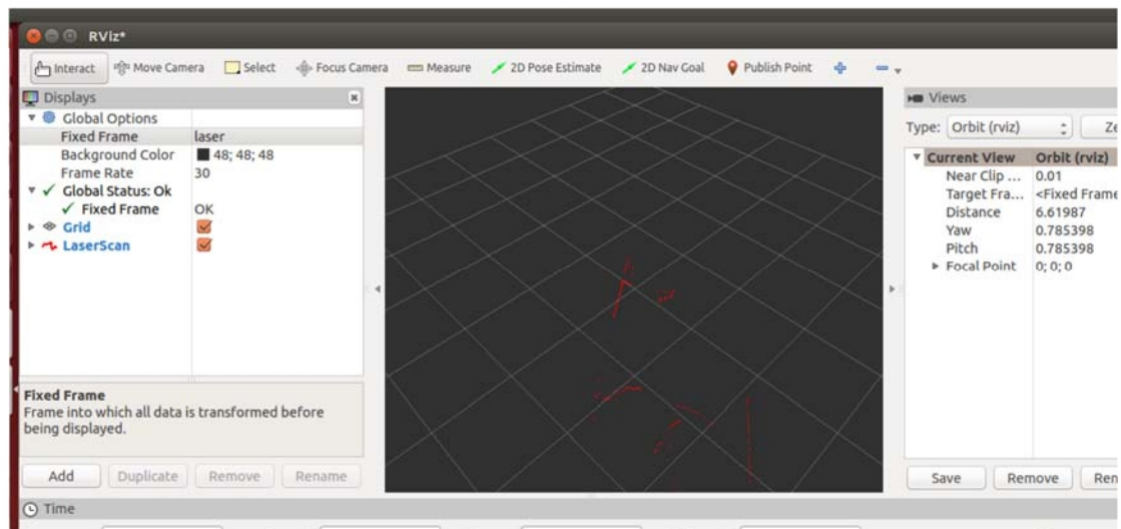 RViz*
Interact Move Camera Select Focus Camera Measure 2D Pose Estimate 2D Nav Goal Publish Point
Displays
Global Options
Fixed Frame laser
Background Color 48; 48; 48
Frame Rate 30
Global Status: Ok
Fixed Frame OK
Grid
LaserScan
Fixed Frame
Frame into which all data is transformed before
being displayed.
Add Duplicate Remove Rename
Views
Type: Orbit (rviz) Ze
Current View Orbit (rviz)
Near Clip ... 0.01
Target Fra... <Fixed Frame
Distance 6.61987
Yaw 0.785398
Pitch 0.785398
Focal Point 0; 0; 0
Save Remove Ren
Time